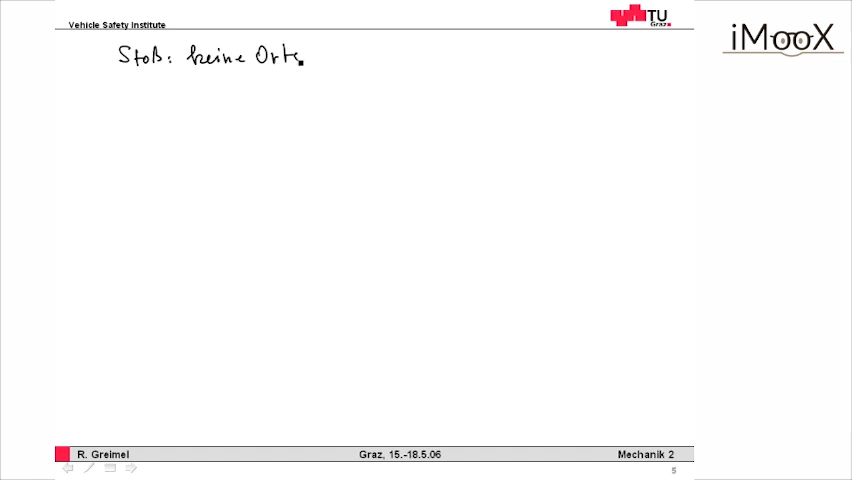 Vehicle Safety Institute
TU
Graz
iMooX
Stoß: keine Orts
R. Greimel
Graz, 15.-18.5.06
Mechanik 2
5